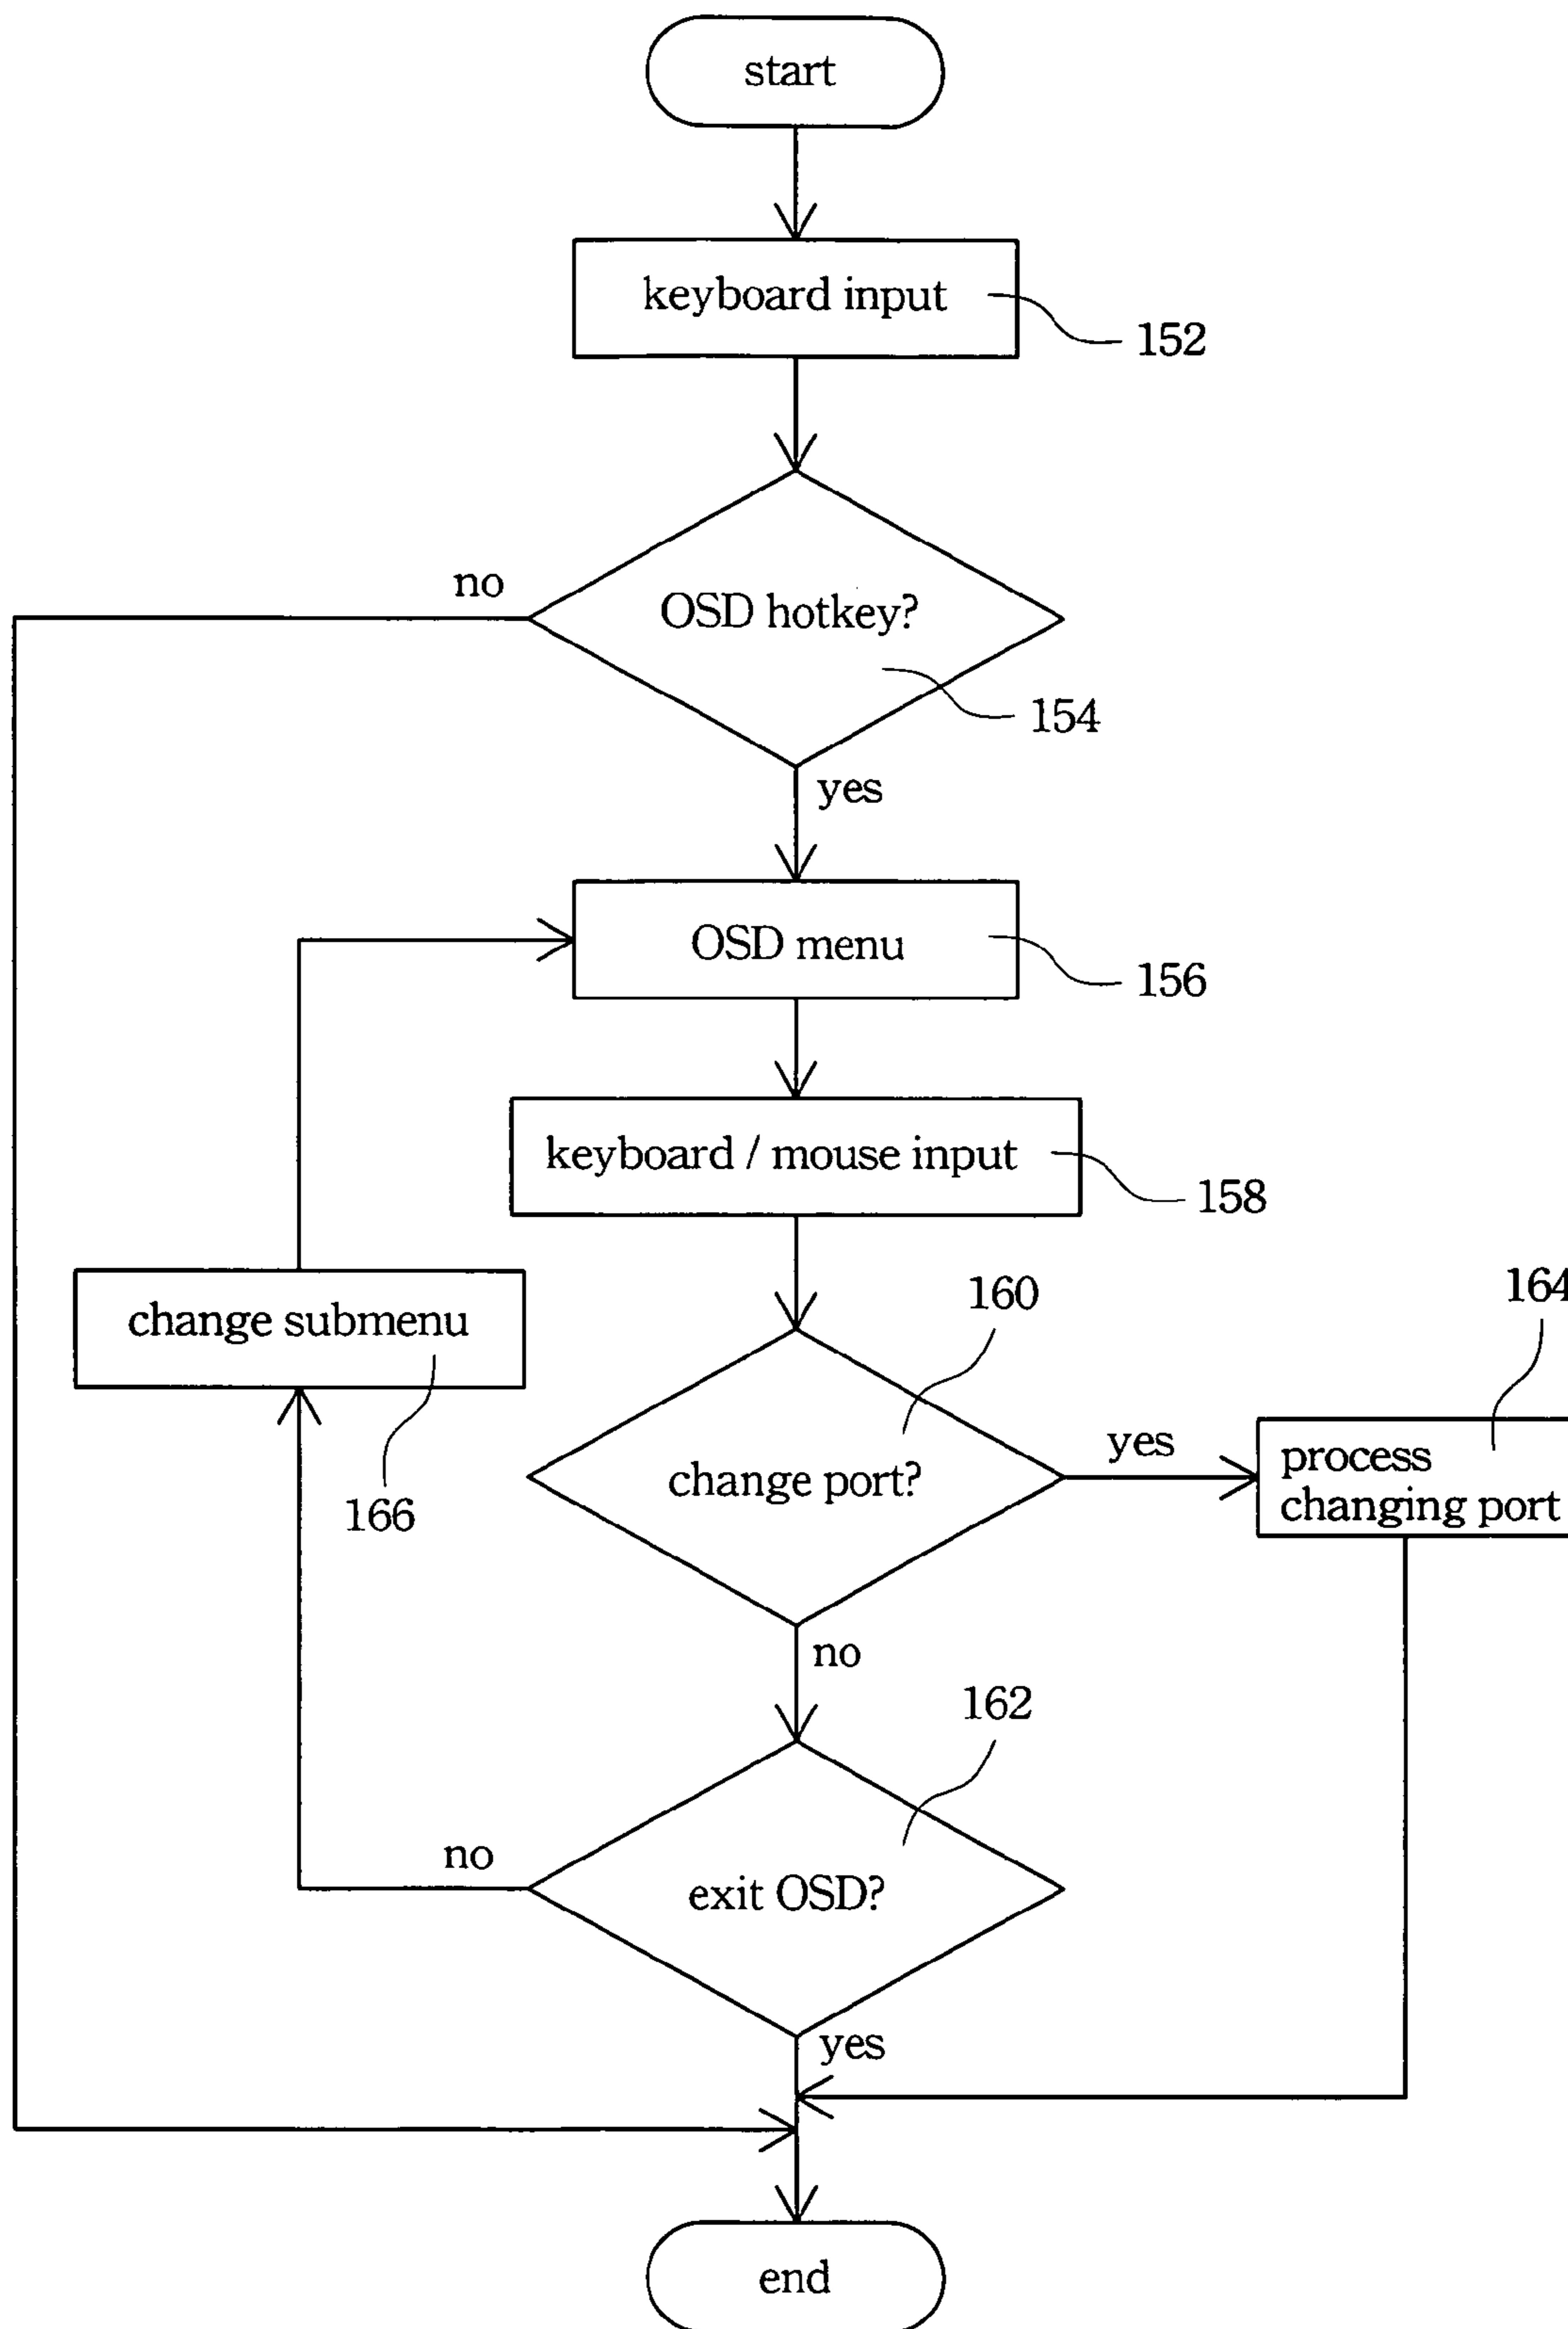 start
keyboard input
152
no
OSD hotkey?
154
yes
OSD menu
156
keyboard / mouse input
158
change submenu
166
160
change port?
yes
164
process
changing port
no
162
exit OSD?
no
yes
end